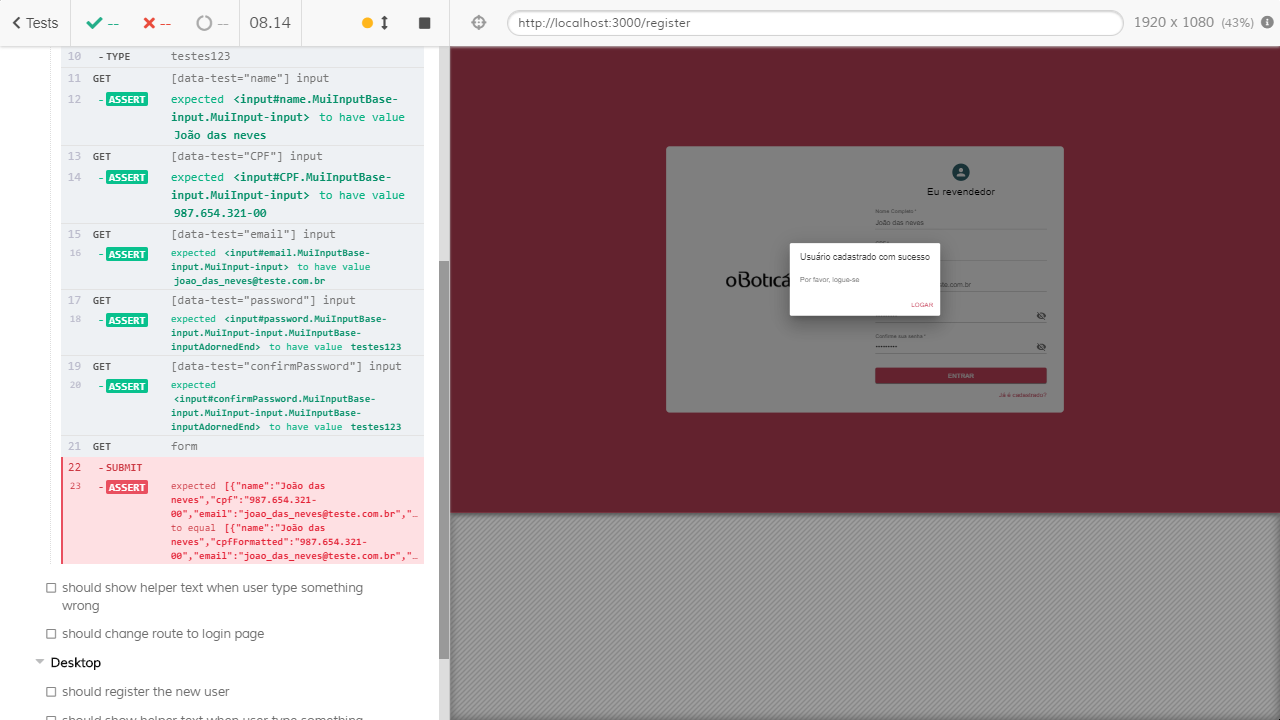 Tests
--
--
--
08.14
http://localhost:3000/register
1920 x 1080 (43%)
10 - TYPE testes123
11 GET [data-test="name"] input
12 - ASSERT expected <input#name.MuiInputBase-
input.MuiInput-input> to have value
João das neves
13 GET [data-test="CPF"] input
14 - ASSERT expected <input#CPF.MuiInputBase-
input.MuiInput-input> to have value
987.654.321-00
15 GET [data-test="email"] input
16 - ASSERT expected <input#email.MuiInputBase-
input.MuiInput-input> to have value
joao_das_neves@teste.com.br
17 GET [data-test="password"] input
18 - ASSERT expected <input#password.MuiInputBase-
input.MuiInput-input.MuiInputBase-
inputAdornedEnd> to have value testes123
19 GET [data-test="confirmPassword"] input
20 - ASSERT expected
<input#confirmPassword.MuiInputBase-
input.MuiInput-input.MuiInputBase-
inputAdornedEnd> to have value testes123
21 GET form
22 - SUBMIT
23 - ASSERT expected [{"name":"João das
neves","cpf":"987.654.321-
00","email":"joao_das_neves@teste.com.br","…
to equal [{"name":"João das
neves","cpfFormatted":"987.654.321-
00","email":"joao_das_neves@teste.com.br","…
should show helper text when user type something
wrong
should change route to login page
Desktop
should register the new user
should show helper text when user type something
Eu revendedor
Nome Completo *
João das neves
oBoticá
Usuário cadastrado com sucesso
Por favor, logue-se
LOGAR
te.com.br
Confirme sua senha *
•••••••••
ENTRAR
Já é cadastrado?